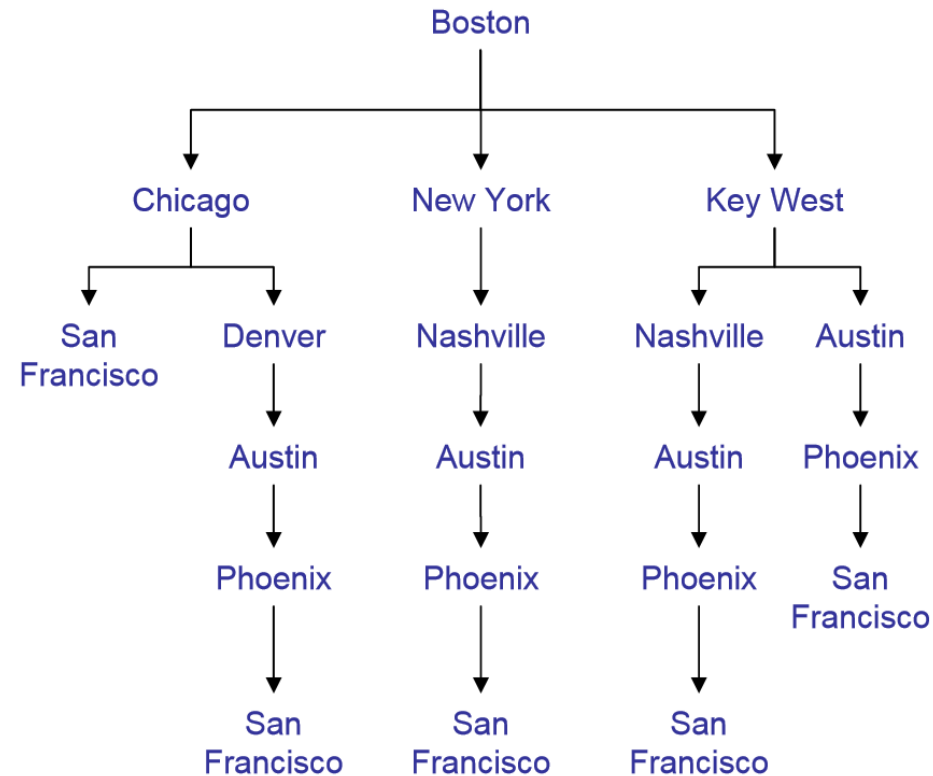 Boston
Chicago
New York
Key West
San
Francisco
Denver
Nashville
Nashville
Austin
Austin
Austin
Austin
Phoenix
Phoenix
Phoenix
Phoenix
San
Francisco
San
Francisco
San
Francisco
San
Francisco